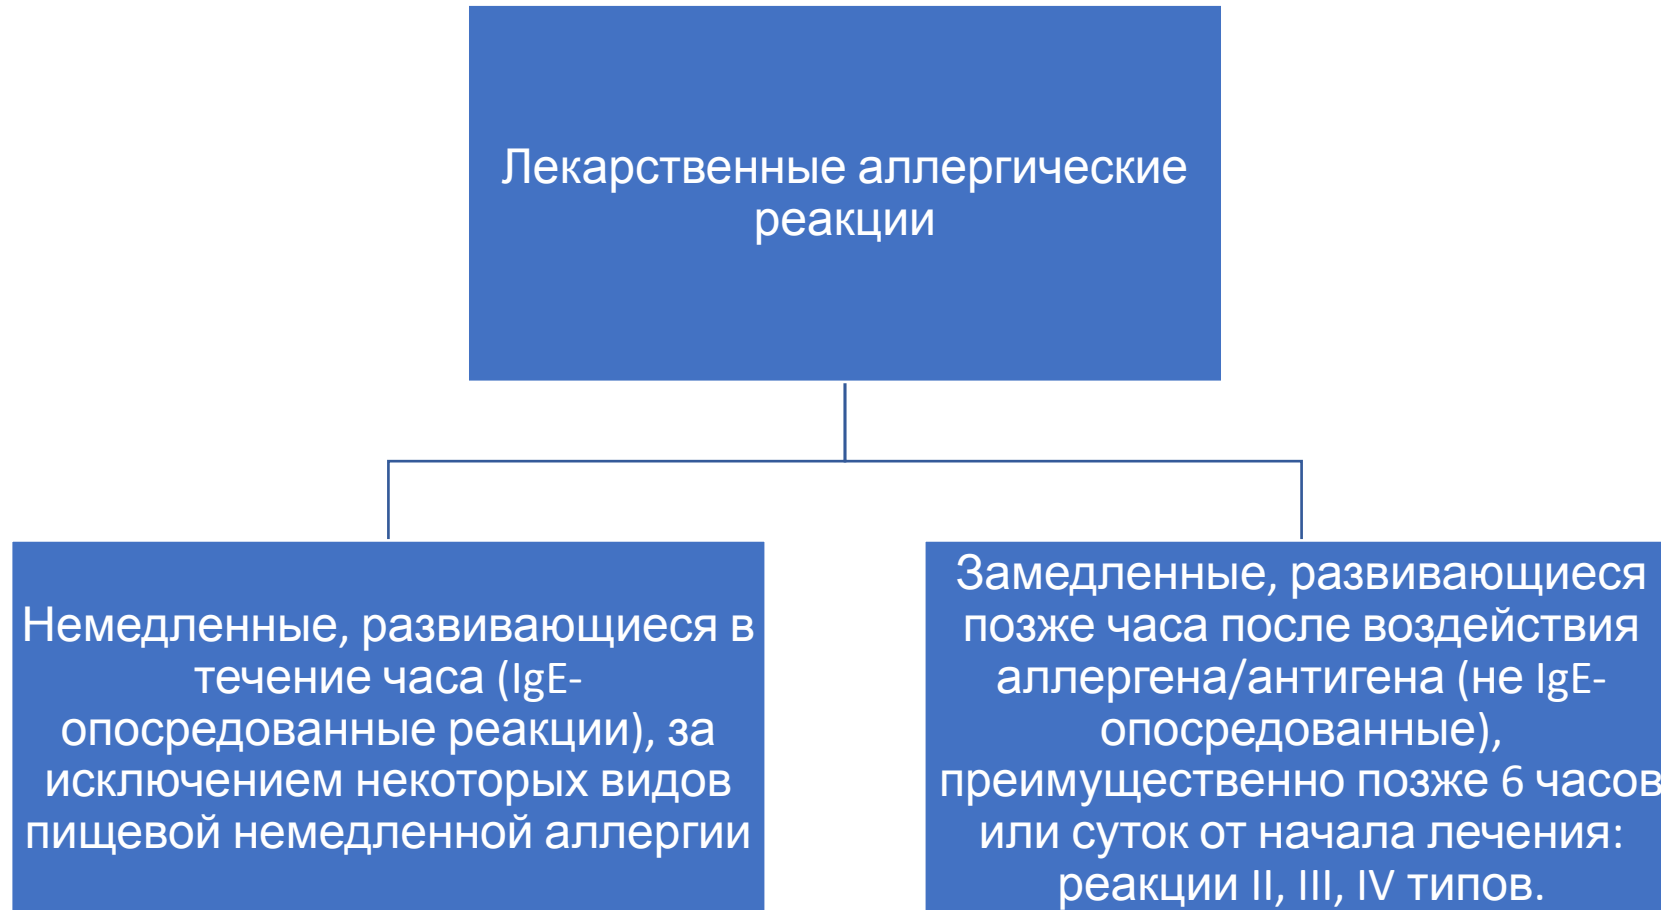 Лекарственные аллергические
реакции
Немедленные, развивающиеся в
течение часа (IgE-
опосредованные реакции), за
исключением некоторых видов
пищевой немедленной аллергии
Замедленные, развивающиеся
позже часа после воздействия
аллергена/антигена (не IgE-
опосредованные),
преимущественно позже 6 часов
или суток от начала лечения:
реакции II, III, IV типов.